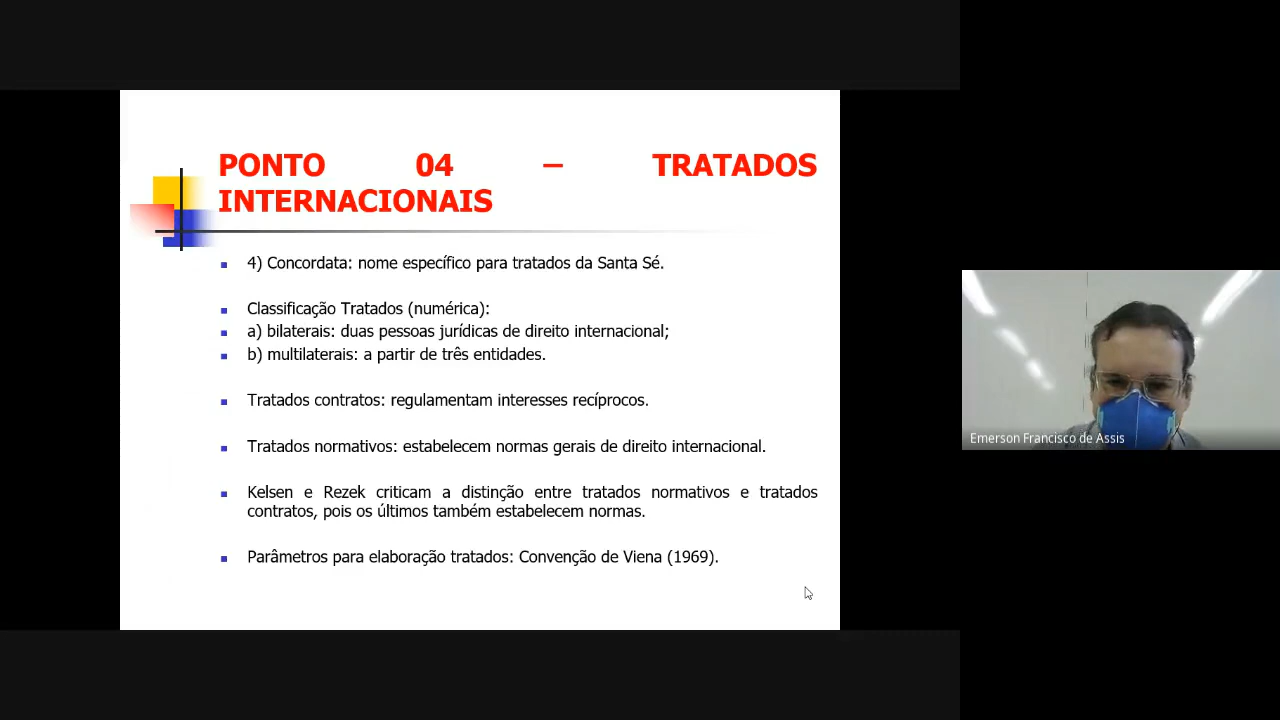 PONTO 04 – TRATADOS
INTERNACIONAIS
4) Concordata: nome específico para tratados da Santa Sé.
Classificação Tratados (numérica):
a) bilaterais: duas pessoas jurídicas de direito internacional;
b) multilaterais: a partir de três entidades.
Tratados contratos: regulamentam interesses recíprocos.
Tratados normativos: estabelecem normas gerais de direito internacional.
Kelsen e Rezek criticam a distinção entre tratados normativos e tratados
contratos, pois os últimos também estabelecem normas.
Parâmetros para elaboração tratados: Convenção de Viena (1969).
Emerson Francisco de Assis